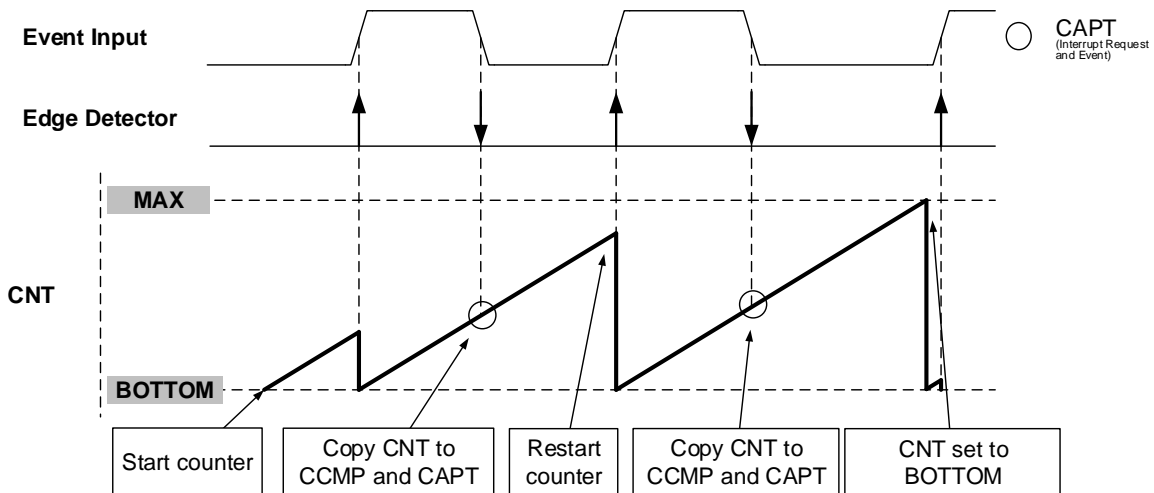 Event Input
CAPT
(Interrupt Request
and Event)
Edge Detector
MAX
CNT
BOTTOM
Start counter
Copy CNT to
CCMP and CAPT
Restart
counter
Copy CNT to
CCMP and CAPT
CNT set to
BOTTOM